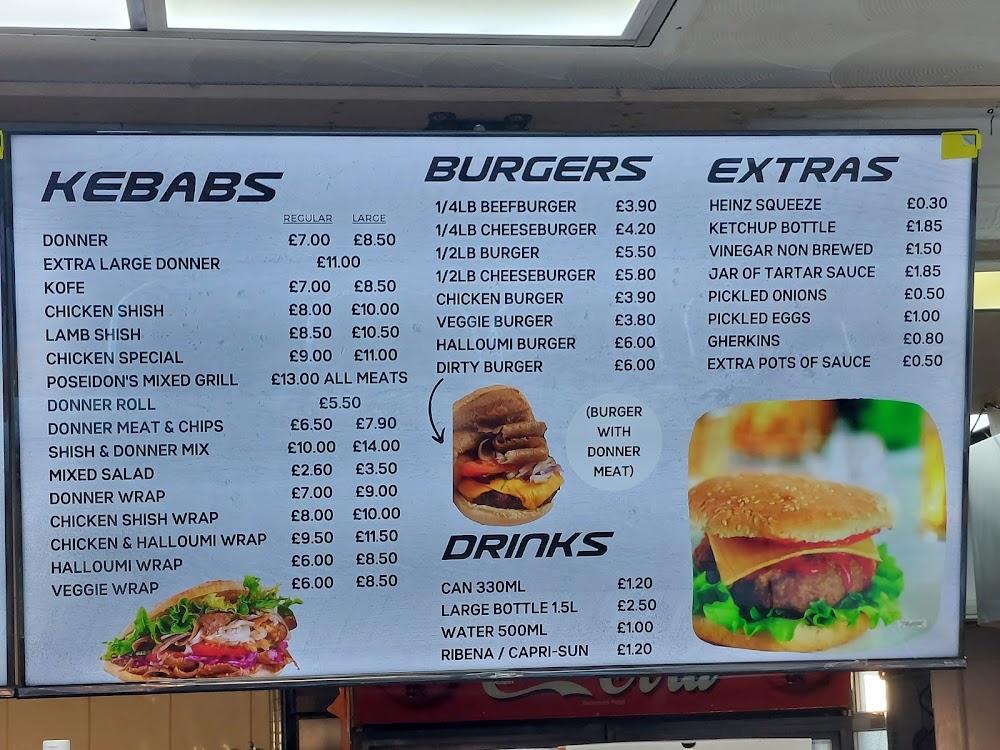 KEBABS
REGULAR LARGE
DONNER £7.00 £8.50
EXTRA LARGE DONNER £11.00
KOFE £7.00 £8.50
CHICKEN SHISH £8.00 £10.00
LAMB SHISH £8.50 £10.50
CHICKEN SPECIAL £9.00 £11.00
POSEIDON'S MIXED GRILL £13.00 ALL MEATS
DONNER ROLL £5.50
DONNER MEAT & CHIPS £6.50 £7.90
SHISH & DONNER MIX £10.00 £14.00
MIXED SALAD £2.60 £3.50
DONNER WRAP £7.00 £9.00
CHICKEN SHISH WRAP £8.00 £10.00
CHICKEN & HALLOUMI WRAP £9.50 £11.50
HALLOUMI WRAP £6.00 £8.50
VEGGIE WRAP £6.00 £8.50
BURGERS
1/4LB BEEFBURGER £3.90
1/4LB CHEESEBURGER £4.20
1/2LB BURGER £5.50
1/2LB CHEESEBURGER £5.80
CHICKEN BURGER £3.90
VEGGIE BURGER £3.80
HALLOUMI BURGER £6.00
DIRTY BURGER £6.00
(BURGER
WITH
DONNER
MEAT)
DRINKS
CAN 330ML £1.20
LARGE BOTTLE 1.5L £2.50
WATER 500ML £1.00
RIBENA / CAPRI-SUN £1.20
EXTRAS
HEINZ SQUEEZE £0.30
KETCHUP BOTTLE £1.85
VINEGAR NON BREWED £1.50
JAR OF TARTAR SAUCE £1.85
PICKLED ONIONS £0.50
PICKLED EGGS £1.00
GHERKINS £0.80
EXTRA POTS OF SAUCE £0.50